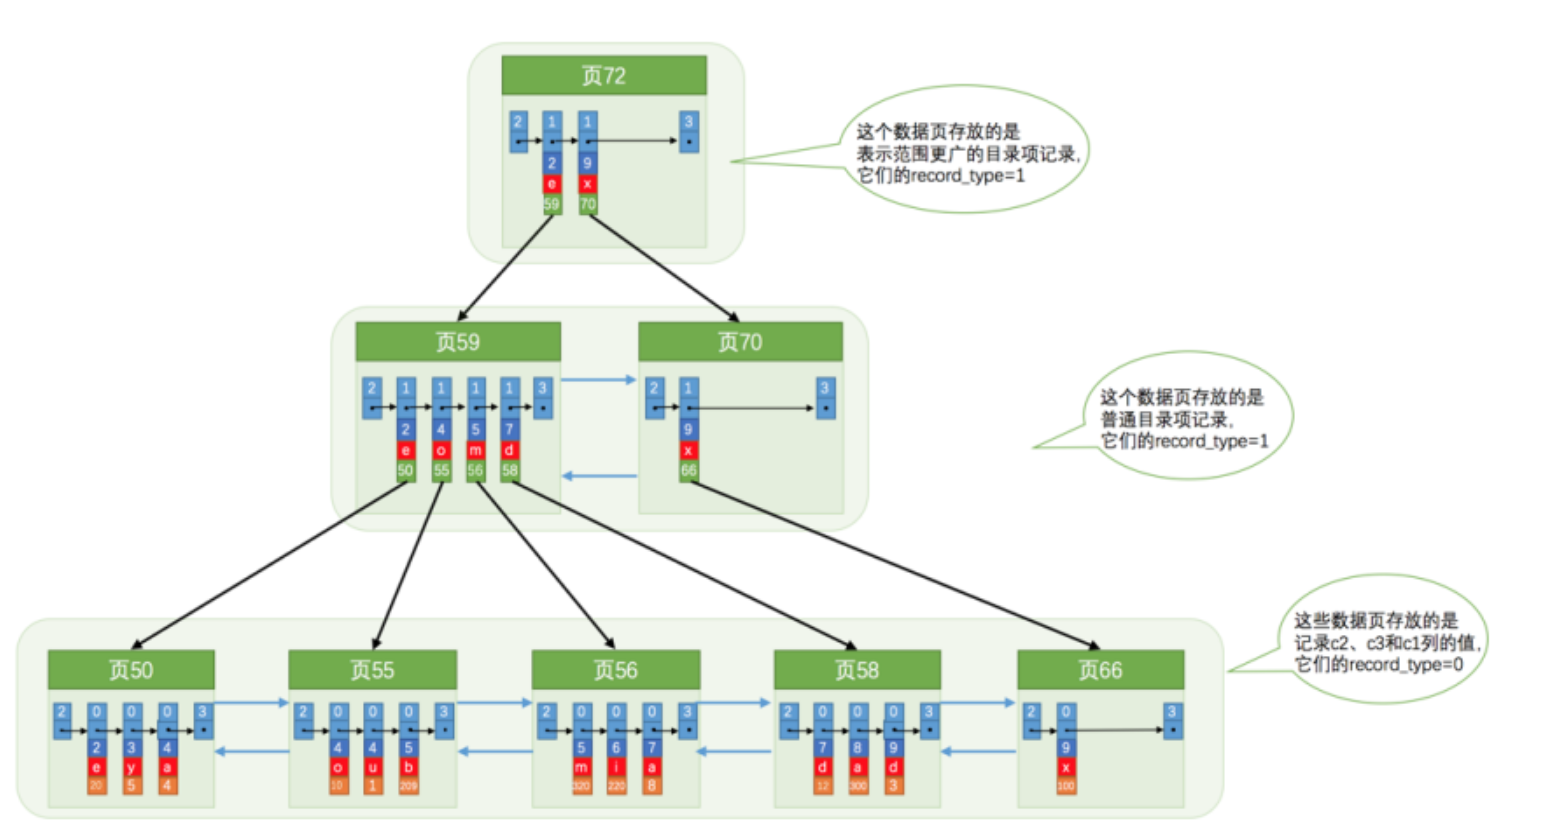 页72
2 1 1 3
2 9
e x
59 70
这个数据页存放的是
表示范围更广的目录项记录,
它们的record_type=1
页59
2 1 1 1 1 3
2 4 5 7
e o m d
50 55 56 58
页70
2 1 3
9
x
66
这个数据页存放的是
普通目录项记录,
它们的record_type=1
页50
2 0 0 0 3
2 3 4
e y a
20 5 4
页55
2 0 0 0 3
4 4 5
o u b
10 1 209
页56
2 0 0 0 3
5 6 7
m i a
320 220 8
页58
2 0 0 0 3
7 8 9
d a d
12 300 3
页66
2 0 3
9
x
100
这些数据页存放的是
记录c2、c3和c1列的值,
它们的record_type=0